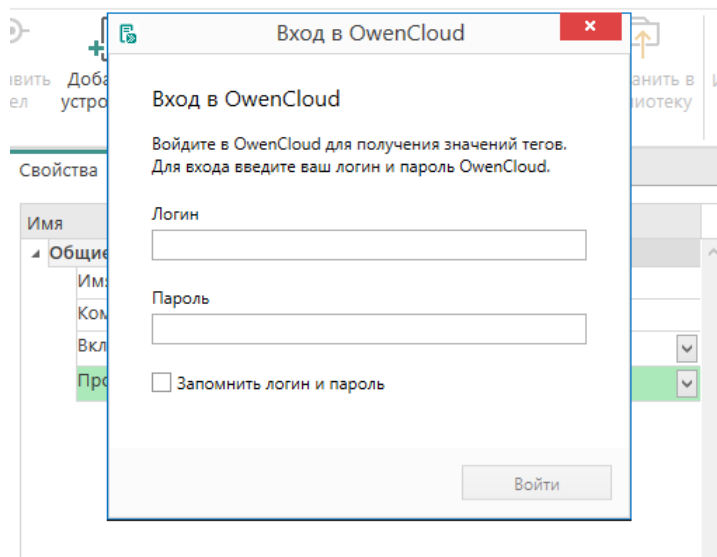 Вход в OwenCloud
Вход в OwenCloud
Войдите в OwenCloud для получения значений тегов.
Для входа введите ваш логин и пароль OwenCloud.
Логин
Пароль
Запомнить логин и пароль
Войти
Свойства
Имя